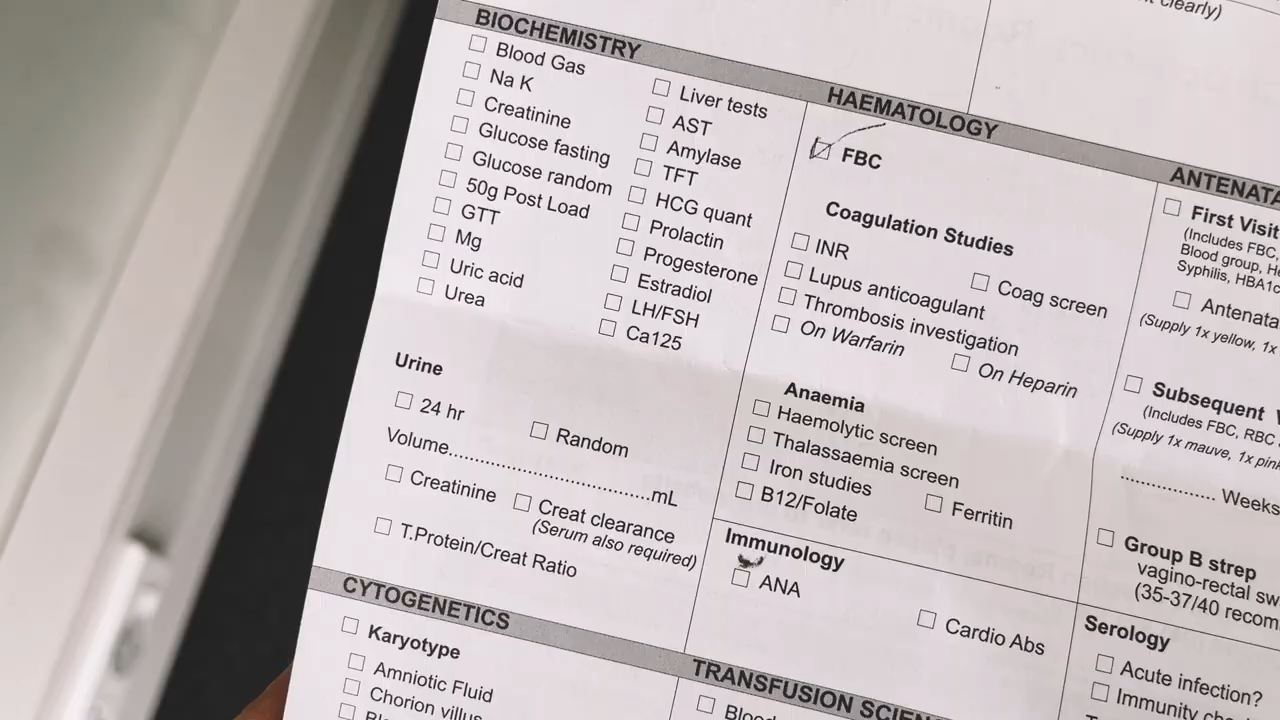 clearly)
BIOCHEMISTRY
Blood Gas
Na K
Creatinine
Glucose fasting
Glucose random
50g Post Load
GTT
Mg
Uric acid
Urea
Liver tests
AST
Amylase
TFT
HCG quant
Prolactin
Progesterone
Estradiol
LH/FSH
Ca125
Urine
24 hr
Random
Volume..............................mL
Creatinine
Creat clearance
(Serum also required)
T.Protein/Creat Ratio
HAEMATOLOGY
FBC
Coagulation Studies
INR
Coag screen
Lupus anticoagulant
Thrombosis investigation
On Warfarin
On Heparin
Anaemia
Haemolytic screen
Thalassaemia screen
Iron studies
Ferritin
B12/Folate
Immunology
ANA
Cardio Abs
ANTENATA
First Visit
(Includes FBC,
Blood group, He
Syphilis, HBA1c
Antenata
(Supply 1x yellow, 1x
Subsequent
(Includes FBC, RBC
(Supply 1x mauve, 1x pink
................ Weeks
Group B strep
vagino-rectal sw
(35-37/40 recom
Serology
Acute infection?
Immunity che
CYTOGENETICS
Karyotype
Amniotic Fluid
Chorion villus
TRANSFUSION SCIEN
Blood